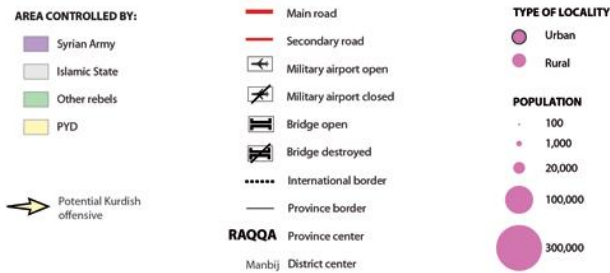 AREA CONTROLLED BY:
Syrian Army
Islamic State
Other rebels
PYD
Potential Kurdish
offensive
Main road
Secondary road
Military airport open
Military airport closed
Bridge open
Bridge destroyed
International border
Province border
RAQQA Province center
Manbij District center
TYPE OF LOCALITY
Urban
Rural
POPULATION
100
1,000
20,000
100,000
300,000